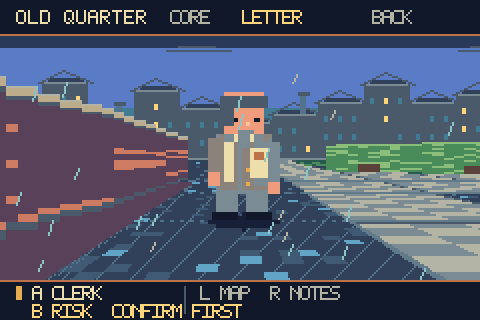 OLD QUARTER CORE LETTER BACK
A CLERK L MAP R NOTES
B RISK CONFIRM FIRST